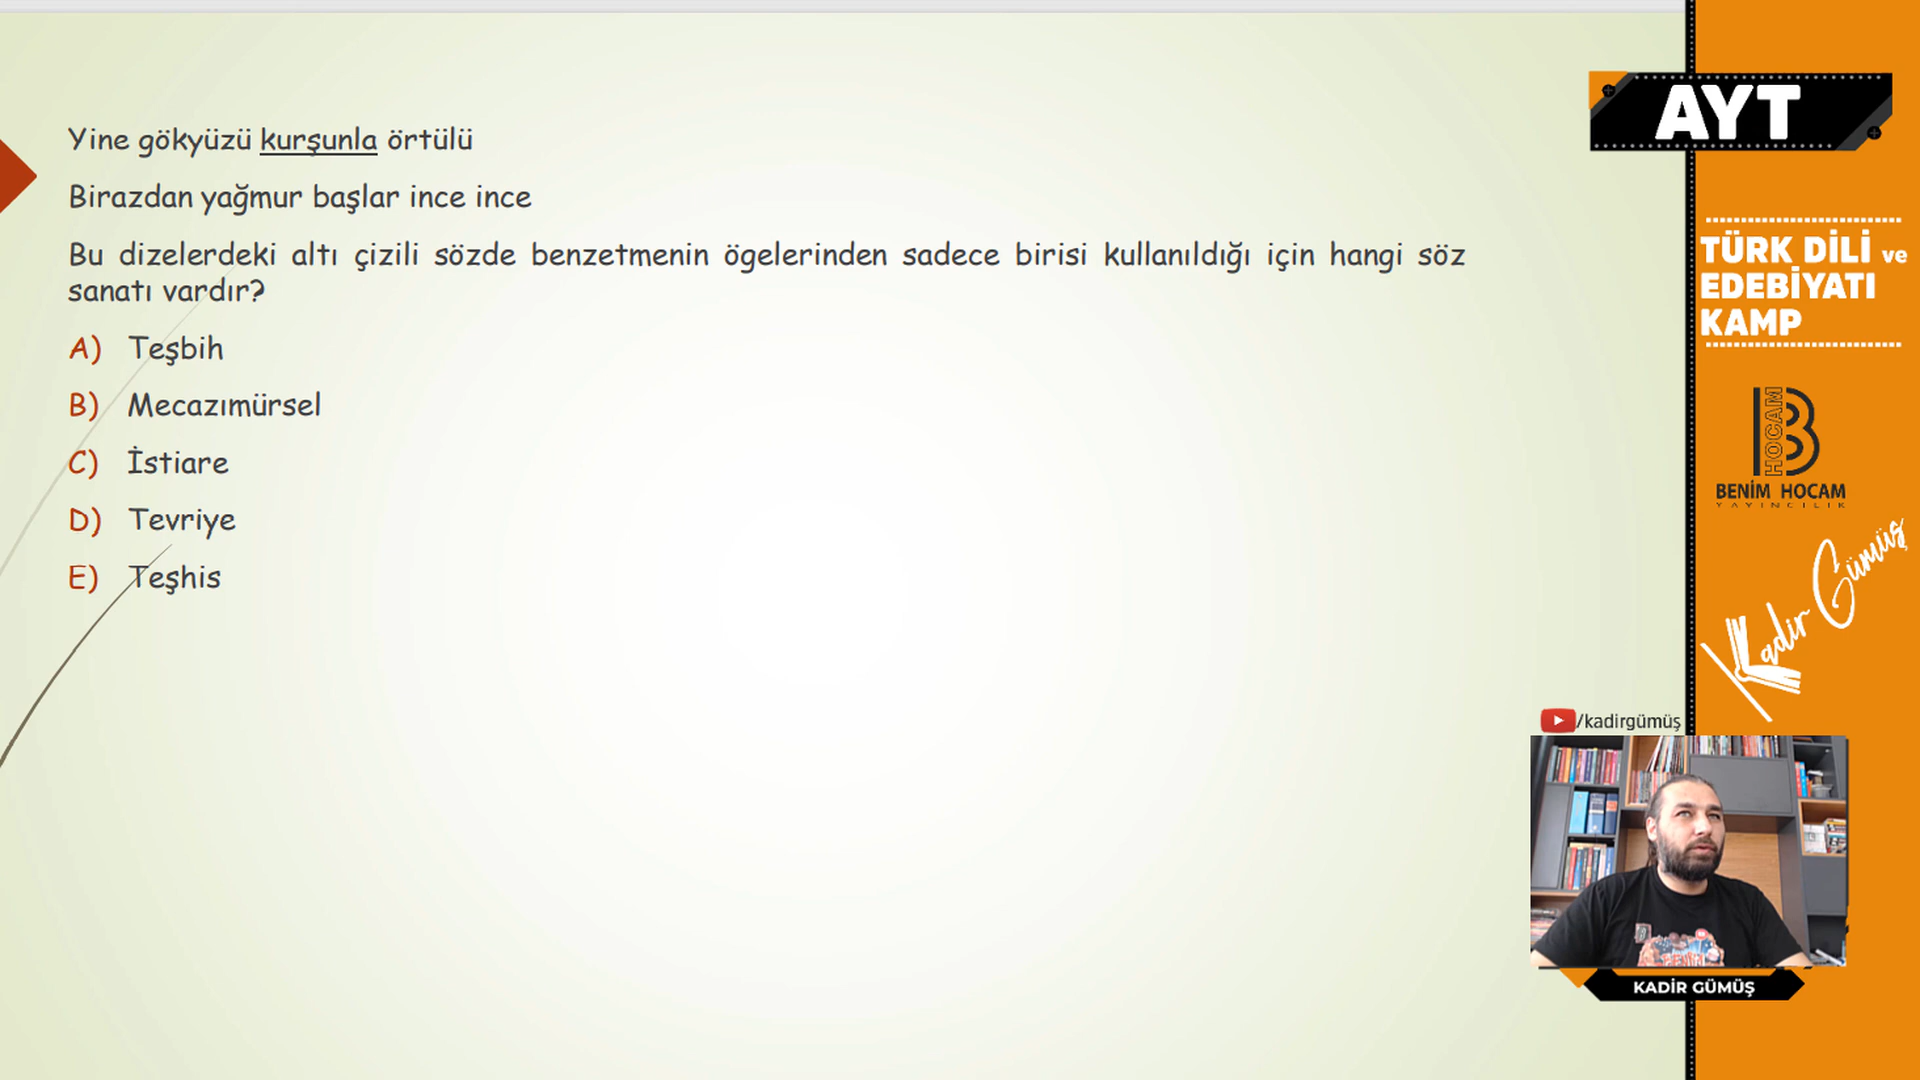 Yine gökyüzü kurşunla örtülü
Birazdan yağmur başlar ince ince
Bu dizelerdeki altı çizili sözde benzetmenin ögelerinden sadece birisi kullanıldığı için hangi söz
sanatı vardır?
A) Teşbih
B) Mecazımürsel
C) İstiare
D) Tevriye
E) Teşhis
AYT
TÜRK DİLİ ve
EDEBİYATI
KAMP
HOCAM
BENİM HOCAM
YAYINCILIK
Kadir Gümüş
/kadirgümüş
KADİR GÜMÜŞ